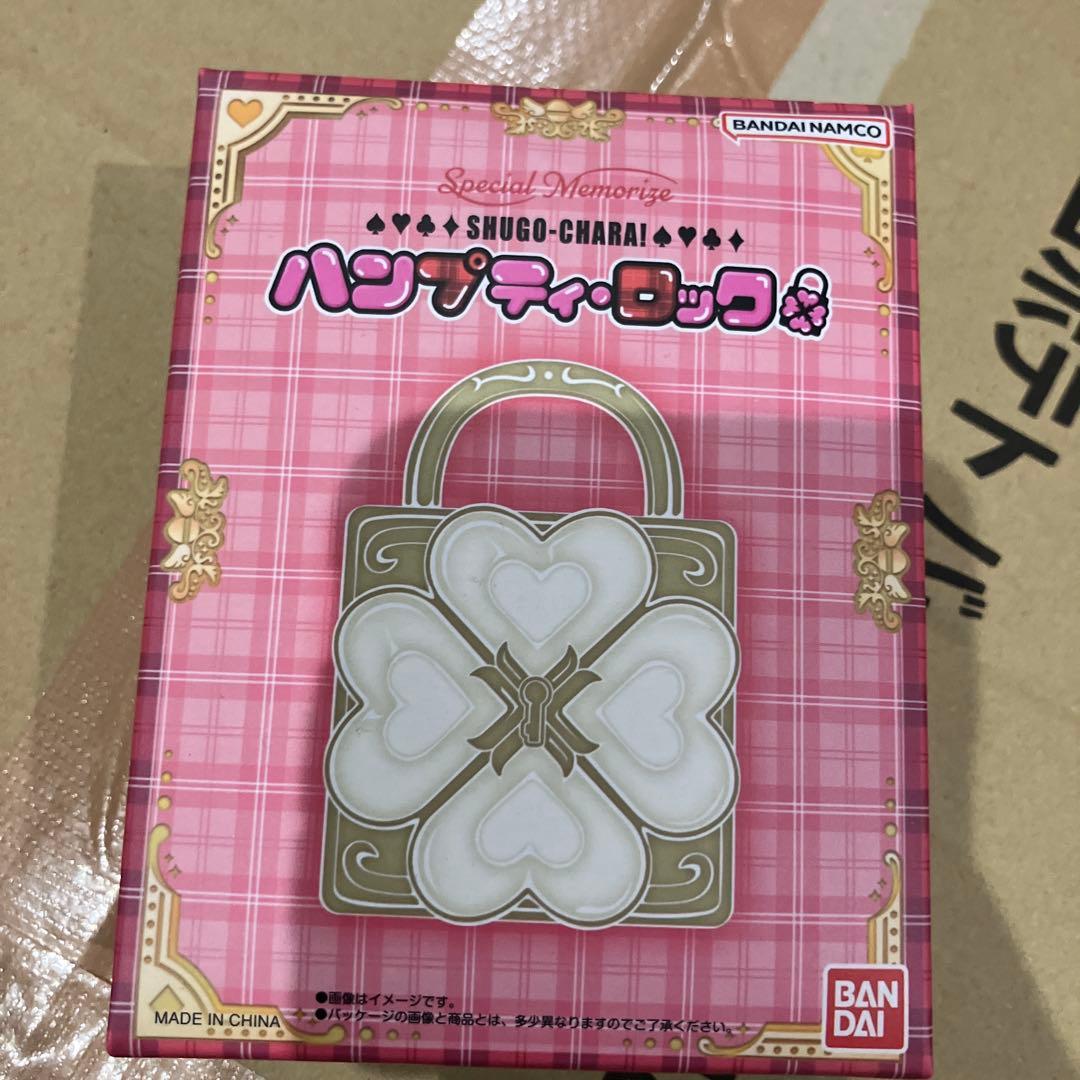 BANDAI NAMCO
Special Memorize
♠♥♣♦SHUGO-CHARA!♠♥♣♦
ハンプティ・ロック
●画像はイメージです。
●パッケージの画像と商品とは、多少異なりますのでご了承ください。
MADE IN CHINA
BAN
DAI